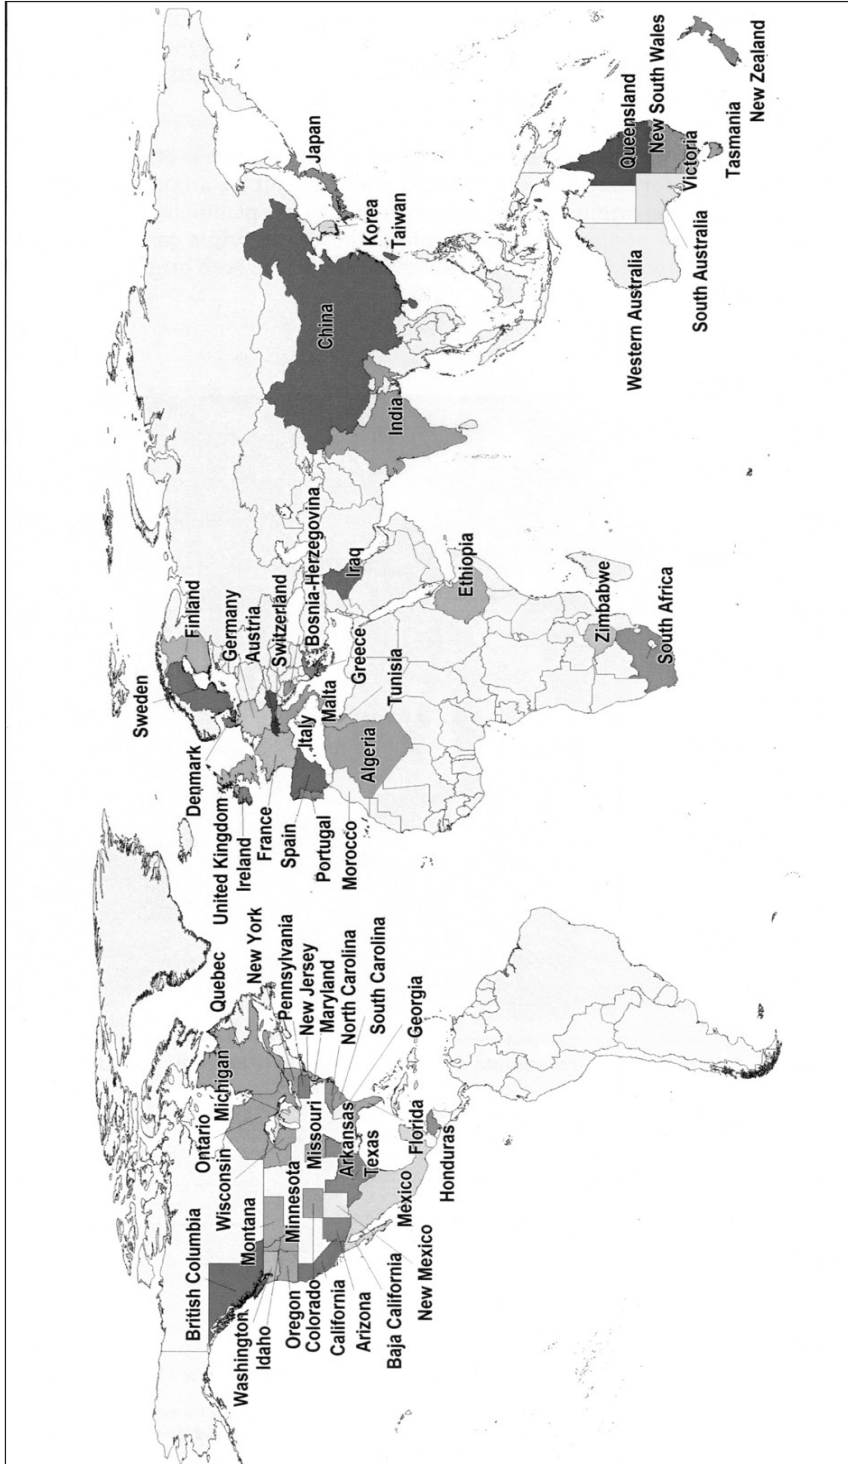 British Columbia
Washington
Idaho
Montana
Oregon
Colorado
California
Arizona
Baja California
New Mexico
Minnesota
Wisconsin
Ontario
Michigan
Quebec
New York
Pennsylvania
New Jersey
Maryland
North Carolina
South Carolina
Georgia
Missouri
Arkansas
Texas
Mexico
Florida
Honduras
Sweden
Finland
Denmark
Germany
Austria
Switzerland
Bosnia-Herzegovina
United Kingdom
Ireland
France
Spain
Portugal
Morocco
Italy
Malta
Greece
Tunisia
Algeria
Iraq
Ethiopia
Zimbabwe
South Africa
China
India
Japan
Korea
Taiwan
Queensland
New South Wales
Victoria
Tasmania
New Zealand
Western Australia
South Australia